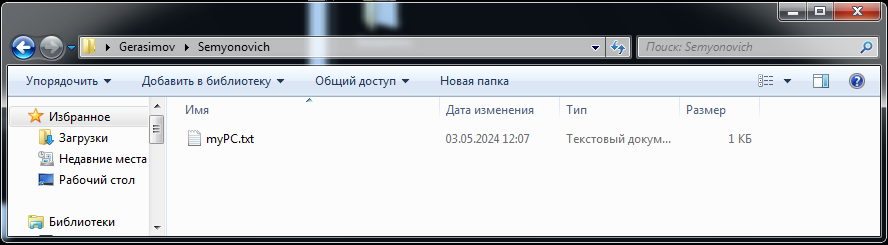 Gerasimov ▸ Semyonovich ▸ Поиск: Semyonovich
Упорядочить Добавить в библиотеку Общий доступ Новая папка
Избранное
Загрузки
Недавние места
Рабочий стол
Библиотеки
Имя Дата изменения Тип Размер
myPC.txt 03.05.2024 12:07 Текстовый докум... 1 КБ